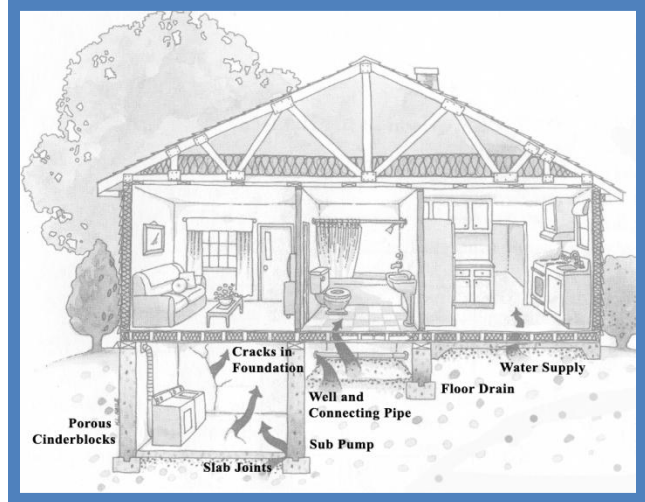 Cracks in
Foundation
Water Supply
Well and
Connecting Pipe
Floor Drain
Porous
Cinderblocks
Sub Pump
Slab Joints